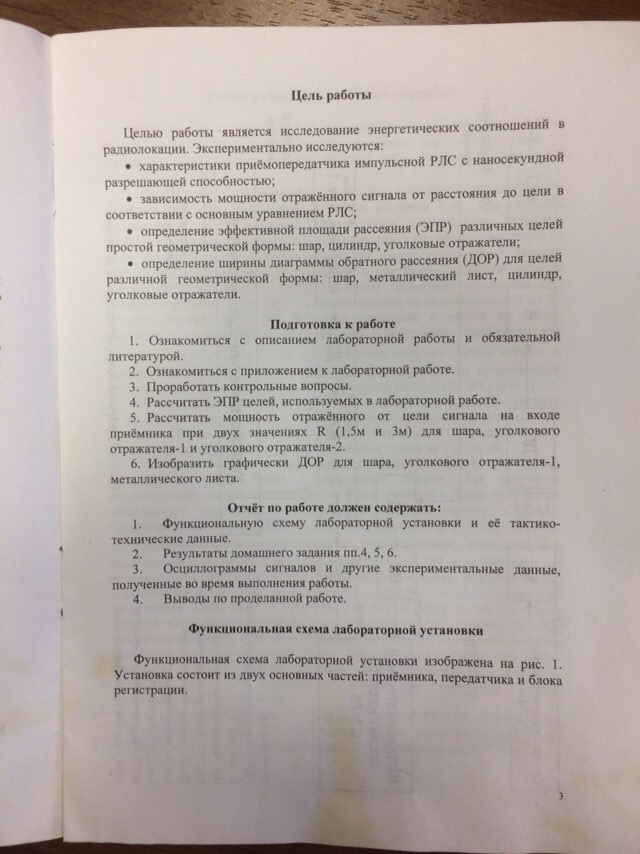 Цель работы
Целью работы является исследование энергетических соотношений в
радиолокации. Экспериментально исследуются:
• характеристики приёмопередатчика импульсной РЛС с наносекундной
разрешающей способностью;
• зависимость мощности отражённого сигнала от расстояния до цели в
соответствии с основным уравнением РЛС;
• определение эффективной площади рассеяния (ЭПР) различных целей
простой геометрической формы: шар, цилиндр, уголковые отражатели;
• определение ширины диаграммы обратного рассеяния (ДОР) для целей
различной геометрической формы: шар, металлический лист, цилиндр,
уголковые отражатели.
Подготовка к работе
1. Ознакомиться с описанием лабораторной работы и обязательной
литературой.
2. Ознакомиться с приложением к лабораторной работе.
3. Проработать контрольные вопросы.
4. Рассчитать ЭПР целей, используемых в лабораторной работе.
5. Рассчитать мощность отражённого от цели сигнала на входе
приёмника при двух значениях R (1,5м и 3м) для шара, уголкового
отражателя-1 и уголкового отражателя-2.
6. Изобразить графически ДОР для шара, уголкового отражателя-1,
металлического листа.
Отчёт по работе должен содержать:
1. Функциональную схему лабораторной установки и её тактико-
технические данные.
2. Результаты домашнего задания пп.4, 5, 6.
3. Осциллограммы сигналов и другие экспериментальные данные,
полученные во время выполнения работы.
4. Выводы по проделанной работе.
Функциональная схема лабораторной установки
Функциональная схема лабораторной установки изображена на рис. 1.
Установка состоит из двух основных частей: приёмника, передатчика и блока
регистрации.
3